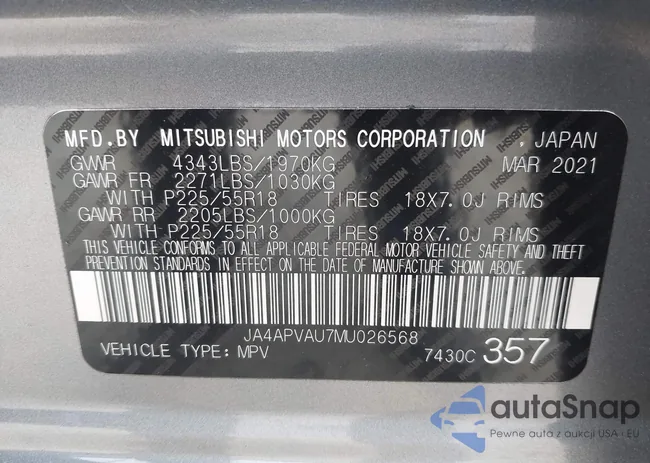 MFD.BY MITSUBISHI MOTORS CORPORATION , JAPAN
GVWR 4343LBS/1970KG MAR 2021
GAWR FR 2271LBS/1030KG
WITH P225/55R18 TIRES 18X7.0J RIMS
GAWR RR 2205LBS/1000KG
WITH P225/55R18 TIRES 18X7.0J RIMS
THIS VEHICLE CONFORMS TO ALL APPLICABLE FEDERAL MOTOR VEHICLE SAFETY AND THEFT
PREVENTION STANDARDS IN EFFECT ON THE DATE OF MANUFACTURE SHOWN ABOVE.
JA4APVAU7MU026568
VEHICLE TYPE: MPV 7430C 357
autaSnap
Pewne auta z aukcji USA i EU